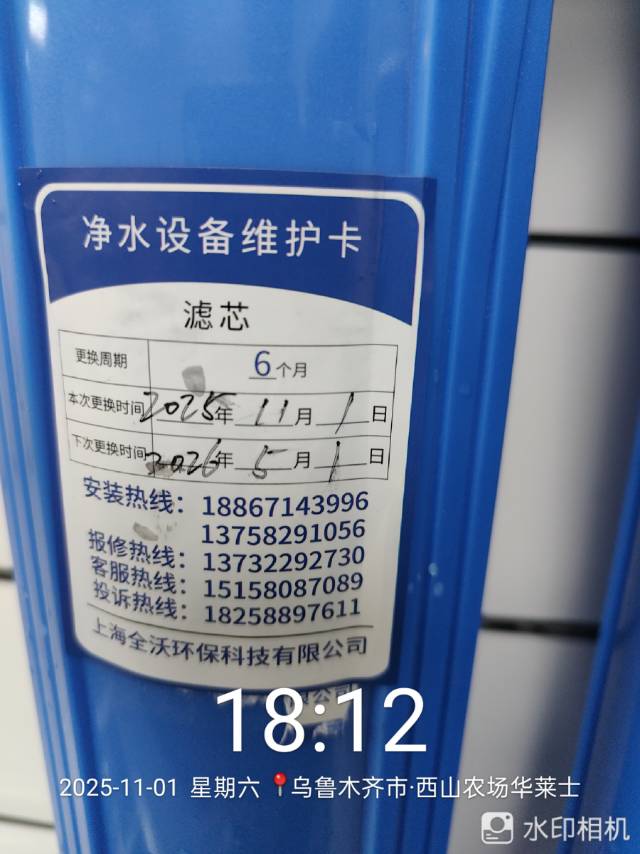 净水设备维护卡
滤芯
更换周期 6个月
本次更换时间 2025年 11月 1日
下次更换时间 2026年 5月 1日
安装热线：18867143996
13758291056
报修热线：13732292730
客服热线：15158087089
投诉热线：18258897611
上海全沃环保科技有限公司
限公司
18:12
2025-11-01 星期六 乌鲁木齐市·西山农场华莱士
水印相机